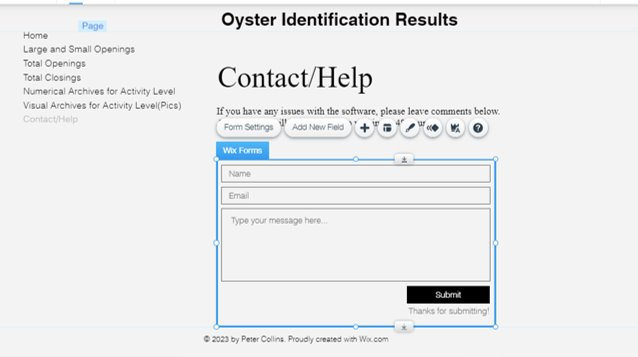 Oyster Identification Results
Page
Home
Large and Small Openings
Total Openings
Total Closings
Numerical Archives for Activity Level
Visual Archives for Activity Level(Pics)
Contact/Help
Contact/Help
If you have any issues with the software, please leave comments below.
Form Settings
Add New Field
Wix Forms
Name
Email
Type your message here...
Submit
Thanks for submitting!
© 2023 by Peter Collins. Proudly created with Wix.com